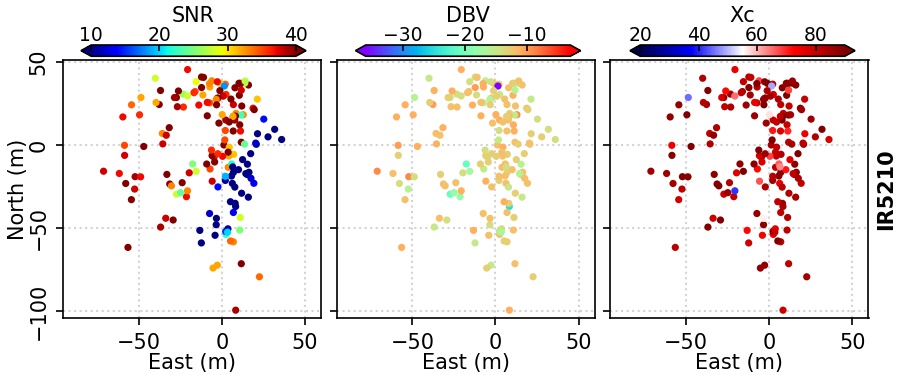 SNR DBV Xc
10 20 30 40 −30 −20 −10 20 40 60 80
50
0
−50
−100
North (m)
IR5210
−50 0 50 −50 0 50 −50 0 50
East (m) East (m) East (m)